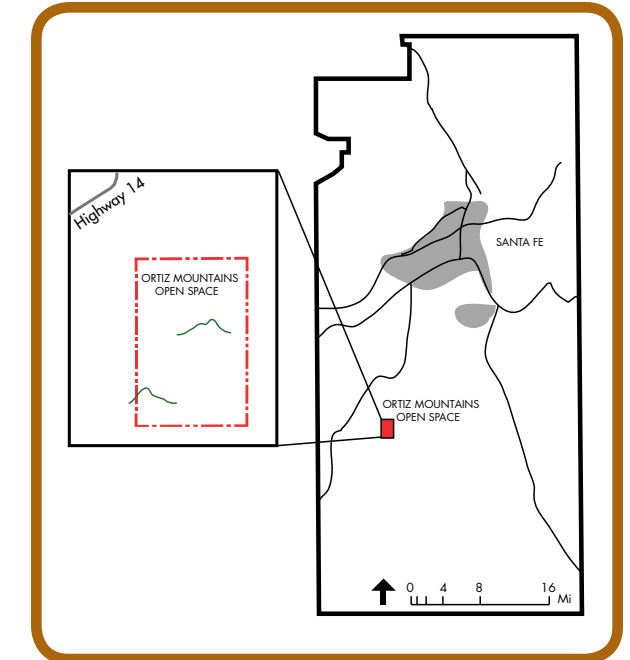 Highway 14
ORTIZ MOUNTAINS
OPEN SPACE
SANTA FE
ORTIZ MOUNTAINS
OPEN SPACE
0 4 8 16
Mi